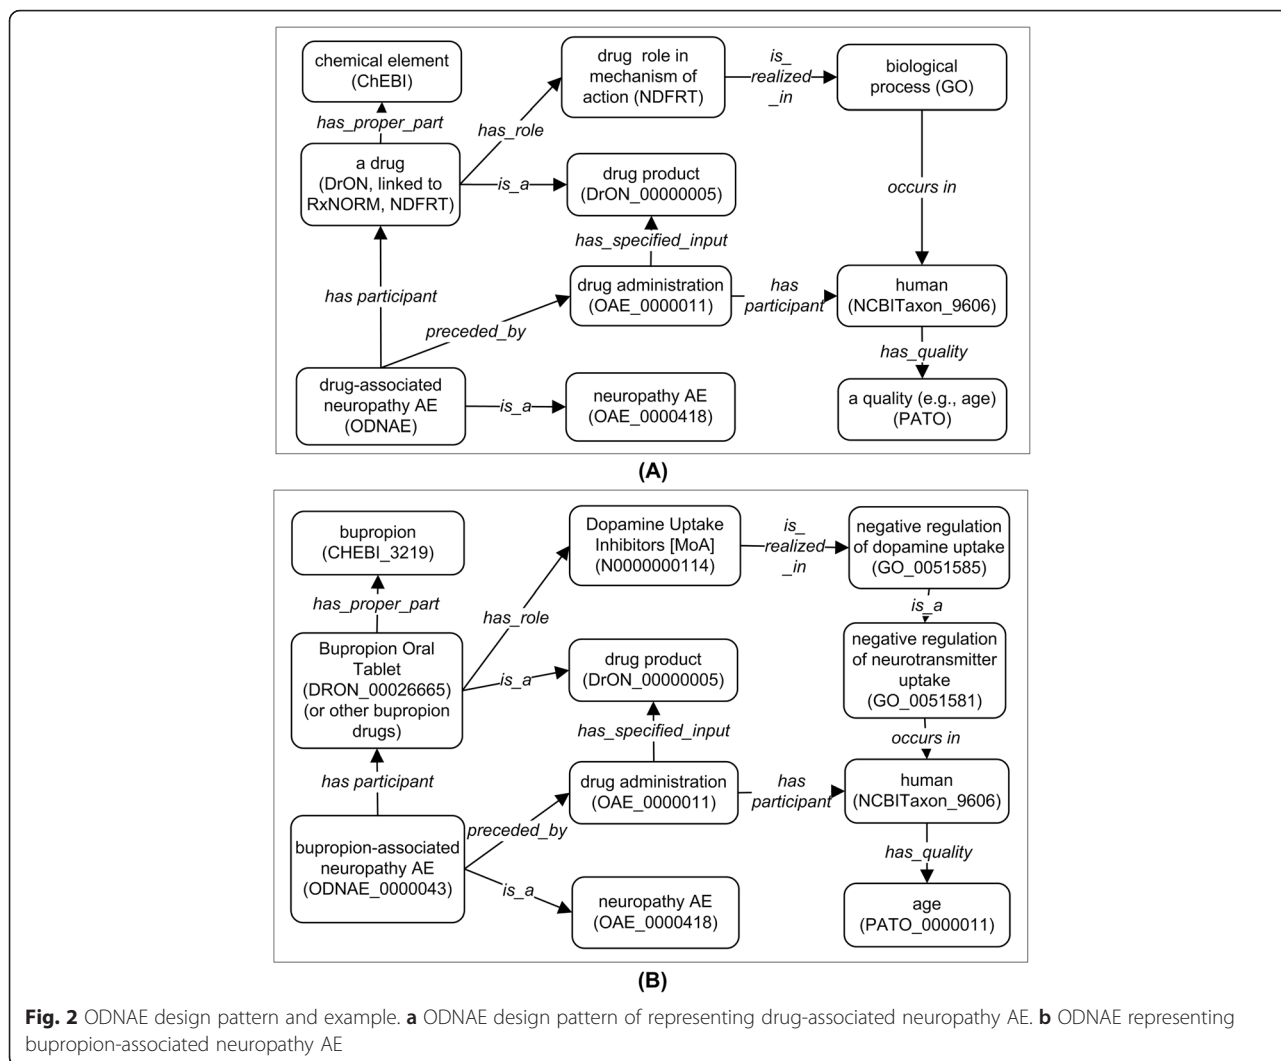 chemical element
(ChEBI)
drug role in
mechanism of
action (NDFRT)
is_
realized
_in
biological
process (GO)
has_proper_part
has_role
a drug
(DrON, linked to
RxNORM, NDFRT)
is_a
drug product
(DrON_00000005)
occurs in
has_specified_input
has participant
drug administration
(OAE_0000011)
has
participant
human
(NCBITaxon_9606)
preceded_by
has_quality
drug-associated
neuropathy AE
(ODNAE)
is_a
neuropathy AE
(OAE_0000418)
a quality (e.g., age)
(PATO)
(A)
bupropion
(CHEBI_3219)
Dopamine Uptake
Inhibitors [MoA]
(N0000000114)
is_
realized
_in
negative regulation
of dopamine uptake
(GO_0051585)
has_proper_part
has_role
is_a
Bupropion Oral
Tablet
(DRON_00026665)
(or other bupropion
drugs)
is_a
drug product
(DrON_00000005)
negative regulation
of neurotransmitter
uptake
(GO_0051581)
has_specified_input
occurs in
has participant
drug administration
(OAE_0000011)
has
participant
human
(NCBITaxon_9606)
preceded_by
has_quality
bupropion-associated
neuropathy AE
(ODNAE_0000043)
is_a
neuropathy AE
(OAE_0000418)
age
(PATO_0000011)
(B)
Fig. 2 ODNAE design pattern and example. a ODNAE design pattern of representing drug-associated neuropathy AE. b ODNAE representing
bupropion-associated neuropathy AE